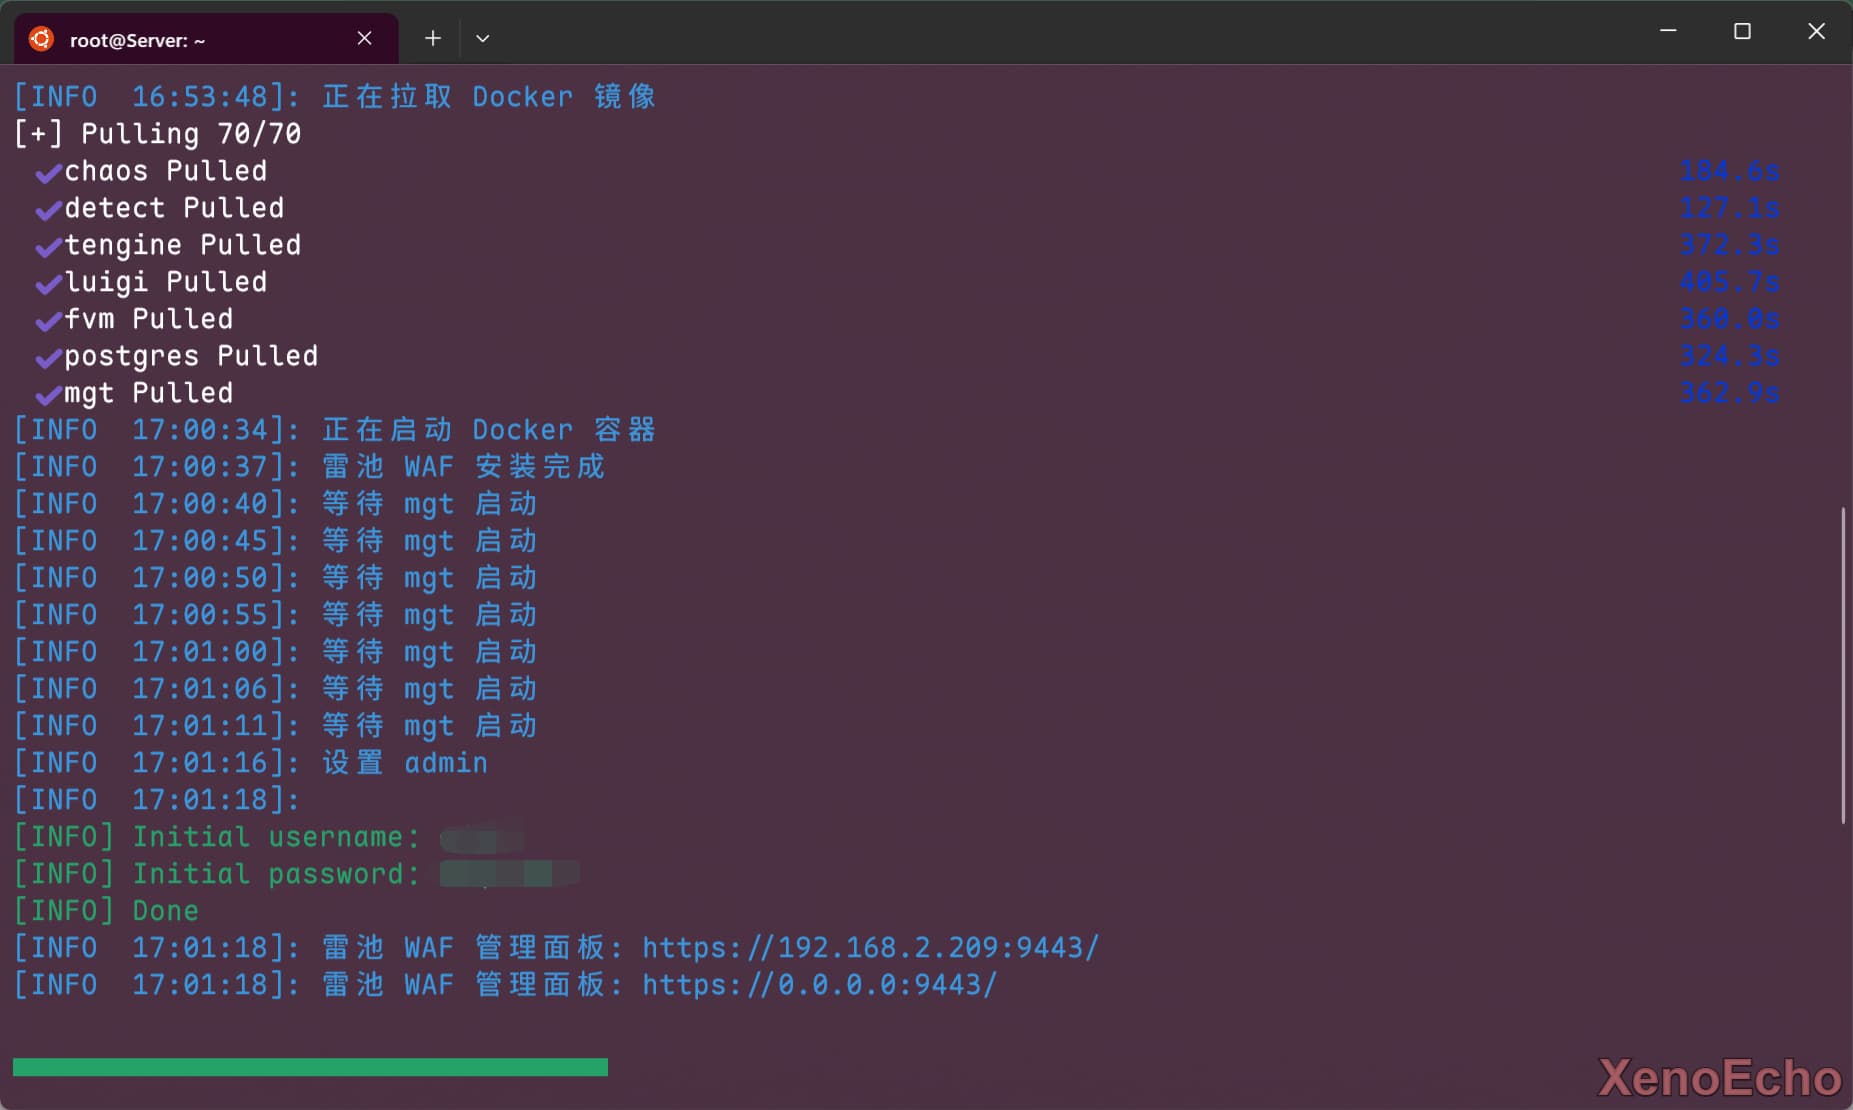 root@Server: ~
[INFO  16:53:48]: 正在拉取 Docker 镜像
[+] Pulling 70/70
✔chaos Pulled 184.6s
✔detect Pulled 127.1s
✔tengine Pulled 372.3s
✔luigi Pulled 405.7s
✔fvm Pulled 360.0s
✔postgres Pulled 324.3s
✔mgt Pulled 362.9s
[INFO  17:00:34]: 正在启动 Docker 容器
[INFO  17:00:37]: 雷池 WAF 安装完成
[INFO  17:00:40]: 等待 mgt 启动
[INFO  17:00:45]: 等待 mgt 启动
[INFO  17:00:50]: 等待 mgt 启动
[INFO  17:00:55]: 等待 mgt 启动
[INFO  17:01:00]: 等待 mgt 启动
[INFO  17:01:06]: 等待 mgt 启动
[INFO  17:01:11]: 等待 mgt 启动
[INFO  17:01:16]: 设置 admin
[INFO  17:01:18]:
[INFO] Initial username:
[INFO] Initial password:
[INFO] Done
[INFO  17:01:18]: 雷池 WAF 管理面板: https://192.168.2.209:9443/
[INFO  17:01:18]: 雷池 WAF 管理面板: https://0.0.0.0:9443/
XenoEcho